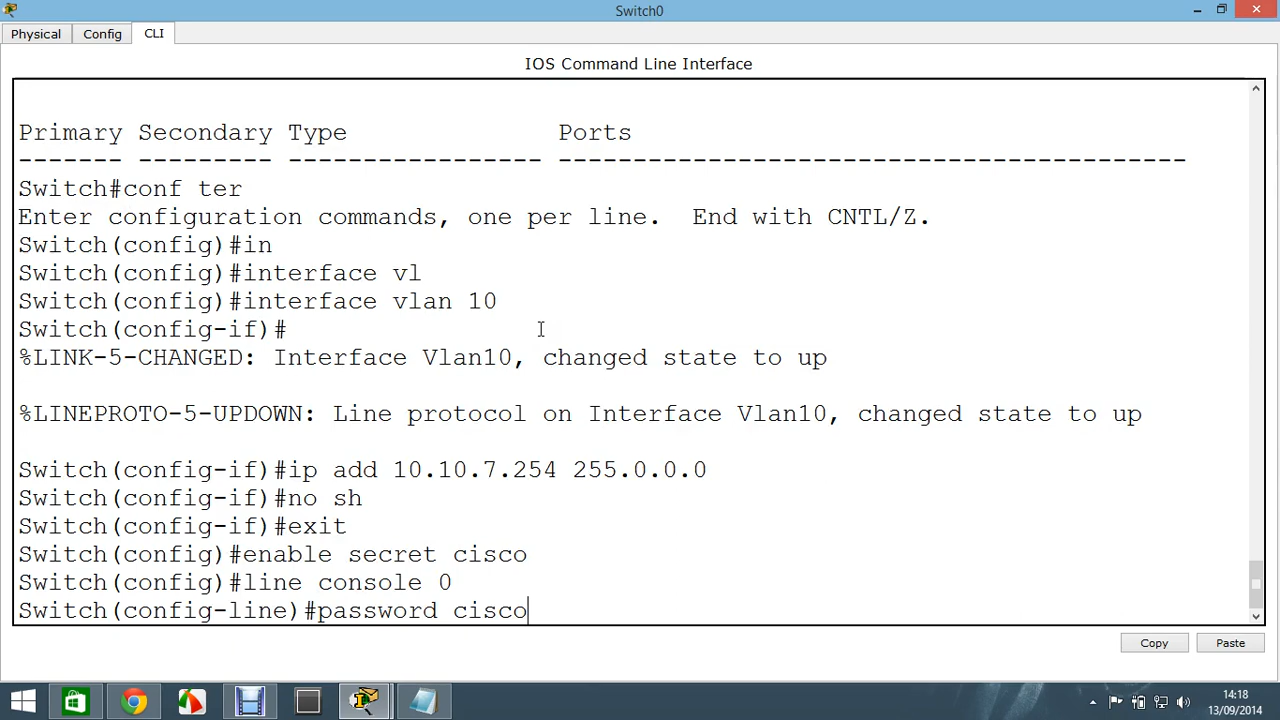 Switch0
Physical Config CLI
IOS Command Line Interface
Primary Secondary Type Ports
------- --------- ----------------- ------------------------------------------
Switch#conf ter
Enter configuration commands, one per line. End with CNTL/Z.
Switch(config)#in
Switch(config)#interface vl
Switch(config)#interface vlan 10
Switch(config-if)#
%LINK-5-CHANGED: Interface Vlan10, changed state to up
%LINEPROTO-5-UPDOWN: Line protocol on Interface Vlan10, changed state to up
Switch(config-if)#ip add 10.10.7.254 255.0.0.0
Switch(config-if)#no sh
Switch(config-if)#exit
Switch(config)#enable secret cisco
Switch(config)#line console 0
Switch(config-line)#password cisco
Copy Paste
14:18
13/09/2014